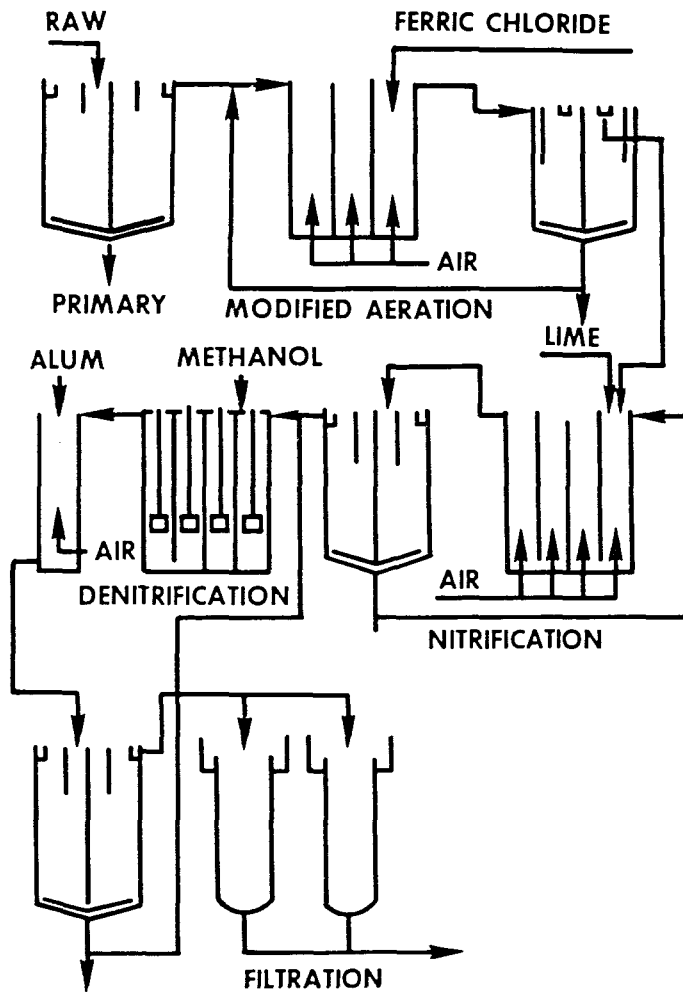 RAW
FERRIC CHLORIDE
AIR
PRIMARY
MODIFIED AERATION
LIME
ALUM
METHANOL
AIR
DENITRIFICATION
AIR
NITRIFICATION
FILTRATION